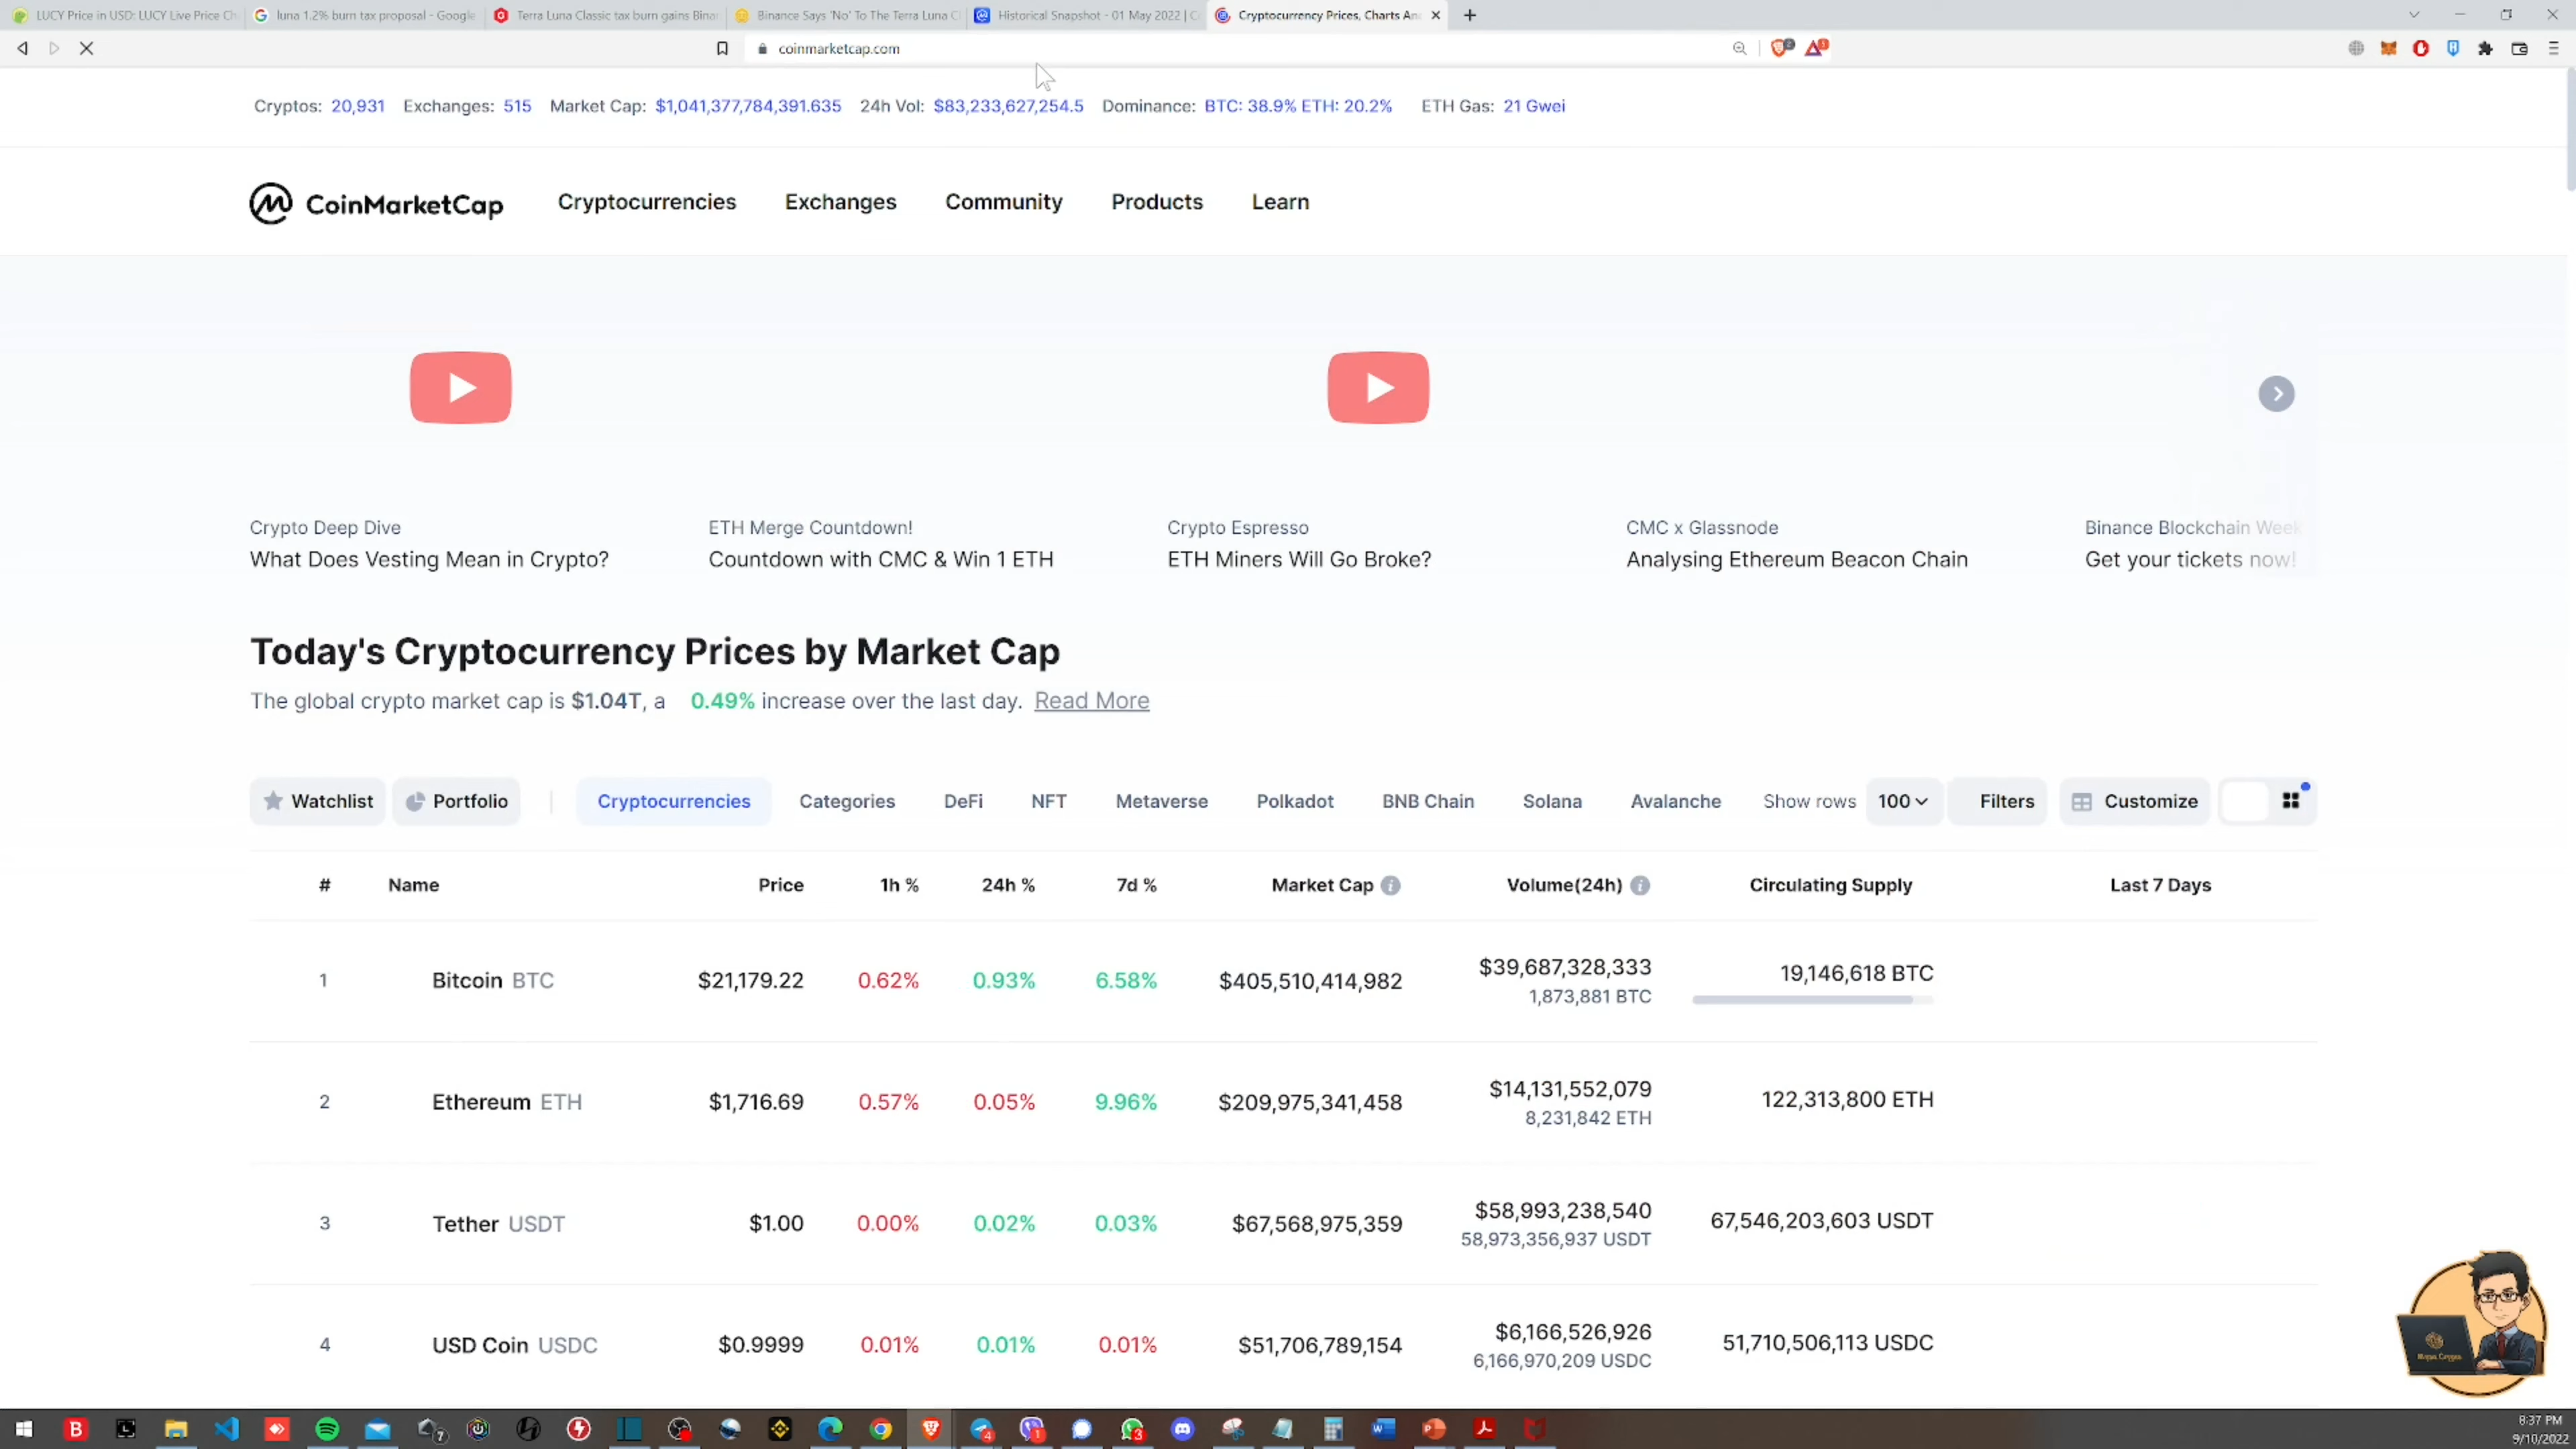 LUCY Price in USD: LUCY Live Price Ch
luna 1.2% burn tax proposal - Google
Terra Luna Classic tax burn gains Binan
Binance Says 'No' To The Terra Luna C
Historical Snapshot - 01 May 2022 | C
Cryptocurrency Prices, Charts An
coinmarketcap.com
Cryptos: 20,931 Exchanges: 515 Market Cap: $1,041,377,784,391.635 24h Vol: $83,233,627,254.5 Dominance: BTC: 38.9% ETH: 20.2% ETH Gas: 21 Gwei
CoinMarketCap Cryptocurrencies Exchanges Community Products Learn
Crypto Deep Dive
What Does Vesting Mean in Crypto?
ETH Merge Countdown!
Countdown with CMC & Win 1 ETH
Crypto Espresso
ETH Miners Will Go Broke?
CMC x Glassnode
Analysing Ethereum Beacon Chain
Binance Blockchain Week
Get your tickets now!
Today's Cryptocurrency Prices by Market Cap
The global crypto market cap is $1.04T, a 0.49% increase over the last day. Read More
Watchlist Portfolio Cryptocurrencies Categories DeFi NFT Metaverse Polkadot BNB Chain Solana Avalanche Show rows 100 Filters Customize
# Name Price 1h % 24h % 7d % Market Cap Volume(24h) Circulating Supply Last 7 Days
1 Bitcoin BTC $21,179.22 0.62% 0.93% 6.58% $405,510,414,982 $39,687,328,333 19,146,618 BTC
1,873,881 BTC
2 Ethereum ETH $1,716.69 0.57% 0.05% 9.96% $209,975,341,458 $14,131,552,079 122,313,800 ETH
8,231,842 ETH
3 Tether USDT $1.00 0.00% 0.02% 0.03% $67,568,975,359 $58,993,238,540 67,546,203,603 USDT
58,973,356,937 USDT
4 USD Coin USDC $0.9999 0.01% 0.01% 0.01% $51,706,789,154 $6,166,526,926 51,710,506,113 USDC
6,166,970,209 USDC
8:37 PM
9/10/2022